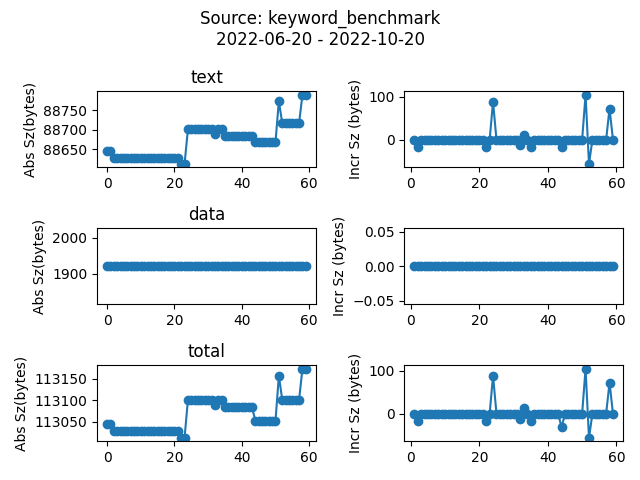 Source: keyword_benchmark
2022-06-20 - 2022-10-20
text
Abs Sz(bytes)
88750
88700
88650
0 20 40 60
Incr Sz (bytes)
100
0
0 20 40 60
data
Abs Sz(bytes)
2000
1900
0 20 40 60
Incr Sz (bytes)
0.05
0.00
−0.05
0 20 40 60
total
Abs Sz(bytes)
113150
113100
113050
0 20 40 60
Incr Sz (bytes)
100
0
0 20 40 60